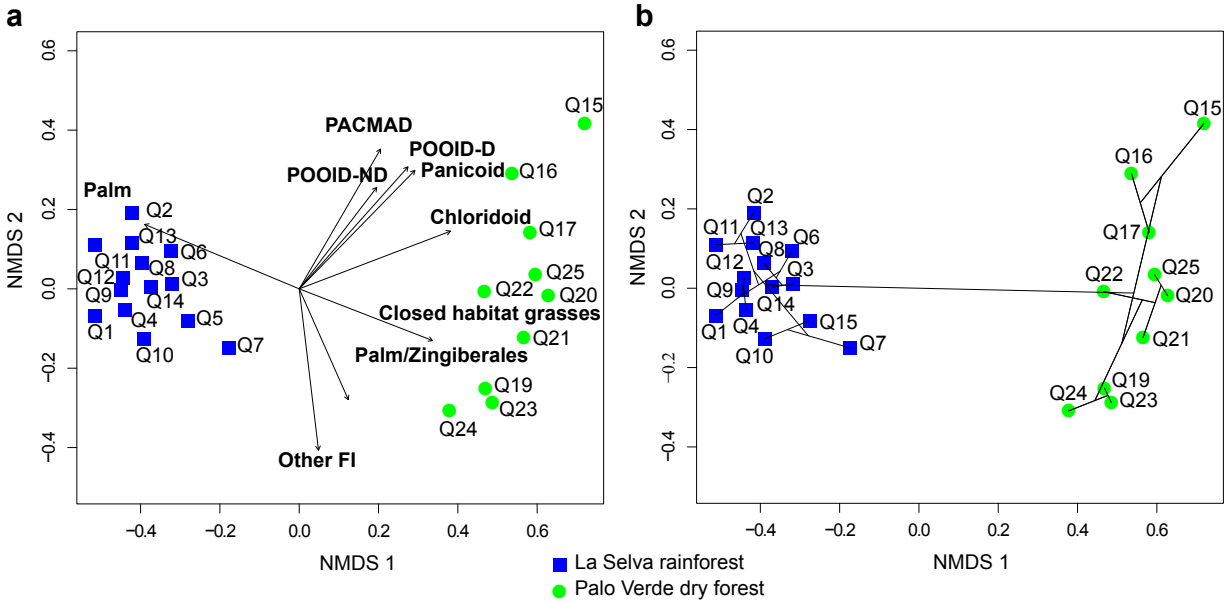 a
NMDS 2
0.6
0.4
0.2
0.0
−0.2
−0.4
Q15
PACMAD
POOID-D
POOID-ND
Panicoid
Q16
Palm
Q2
Chloridoid
Q17
Q13
Q6
Q11
Q8
Q25
Q12
Q3
Q22
Q20
Q9
Q14
Closed habitat grasses
Q1
Q4
Q5
Q21
Q10
Q7
Palm/Zingiberales
Q19
Q23
Q24
Other FI
−0.4
−0.2
0.0
0.2
0.4
0.6
NMDS 1
b
NMDS 2
0.6
0.4
0.2
0.0
−0.2
−0.4
Q15
Q16
Q2
Q11
Q13
Q6
Q17
Q8
Q12
Q3
Q25
Q22
Q9
Q14
Q20
Q1
Q4
Q15
Q10
Q7
Q21
Q24
Q19
Q23
−0.4
−0.2
0.0
0.2
0.4
0.6
NMDS 1
La Selva rainforest
Palo Verde dry forest